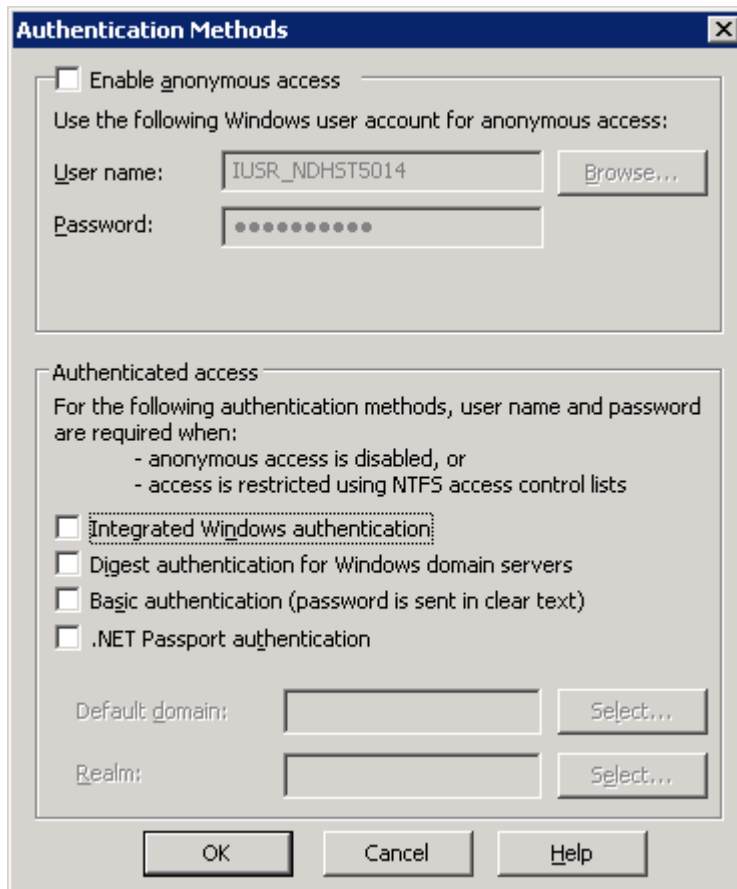 Authentication Methods
Enable anonymous access
Use the following Windows user account for anonymous access:
User name: IUSR_NDHST5014 Browse...
Password: ●●●●●●●●●●
Authenticated access
For the following authentication methods, user name and password
are required when:
- anonymous access is disabled, or
- access is restricted using NTFS access control lists
Integrated Windows authentication
Digest authentication for Windows domain servers
Basic authentication (password is sent in clear text)
.NET Passport authentication
Default domain: Select...
Realm: Select...
OK Cancel Help